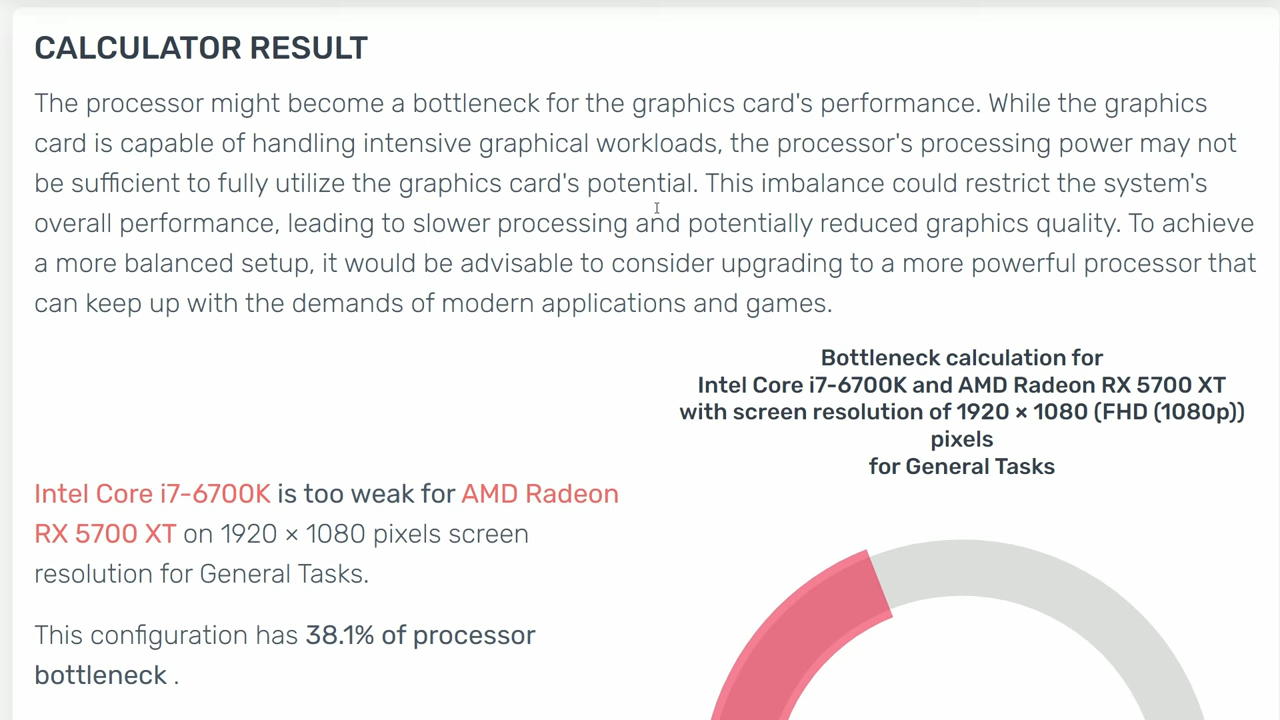 CALCULATOR RESULT
The processor might become a bottleneck for the graphics card's performance. While the graphics
card is capable of handling intensive graphical workloads, the processor's processing power may not
be sufficient to fully utilize the graphics card's potential. This imbalance could restrict the system's
overall performance, leading to slower processing and potentially reduced graphics quality. To achieve
a more balanced setup, it would be advisable to consider upgrading to a more powerful processor that
can keep up with the demands of modern applications and games.
Bottleneck calculation for
Intel Core i7-6700K and AMD Radeon RX 5700 XT
with screen resolution of 1920 × 1080 (FHD (1080p))
pixels
for General Tasks
Intel Core i7-6700K is too weak for AMD Radeon
RX 5700 XT on 1920 × 1080 pixels screen
resolution for General Tasks.
This configuration has 38.1% of processor
bottleneck .